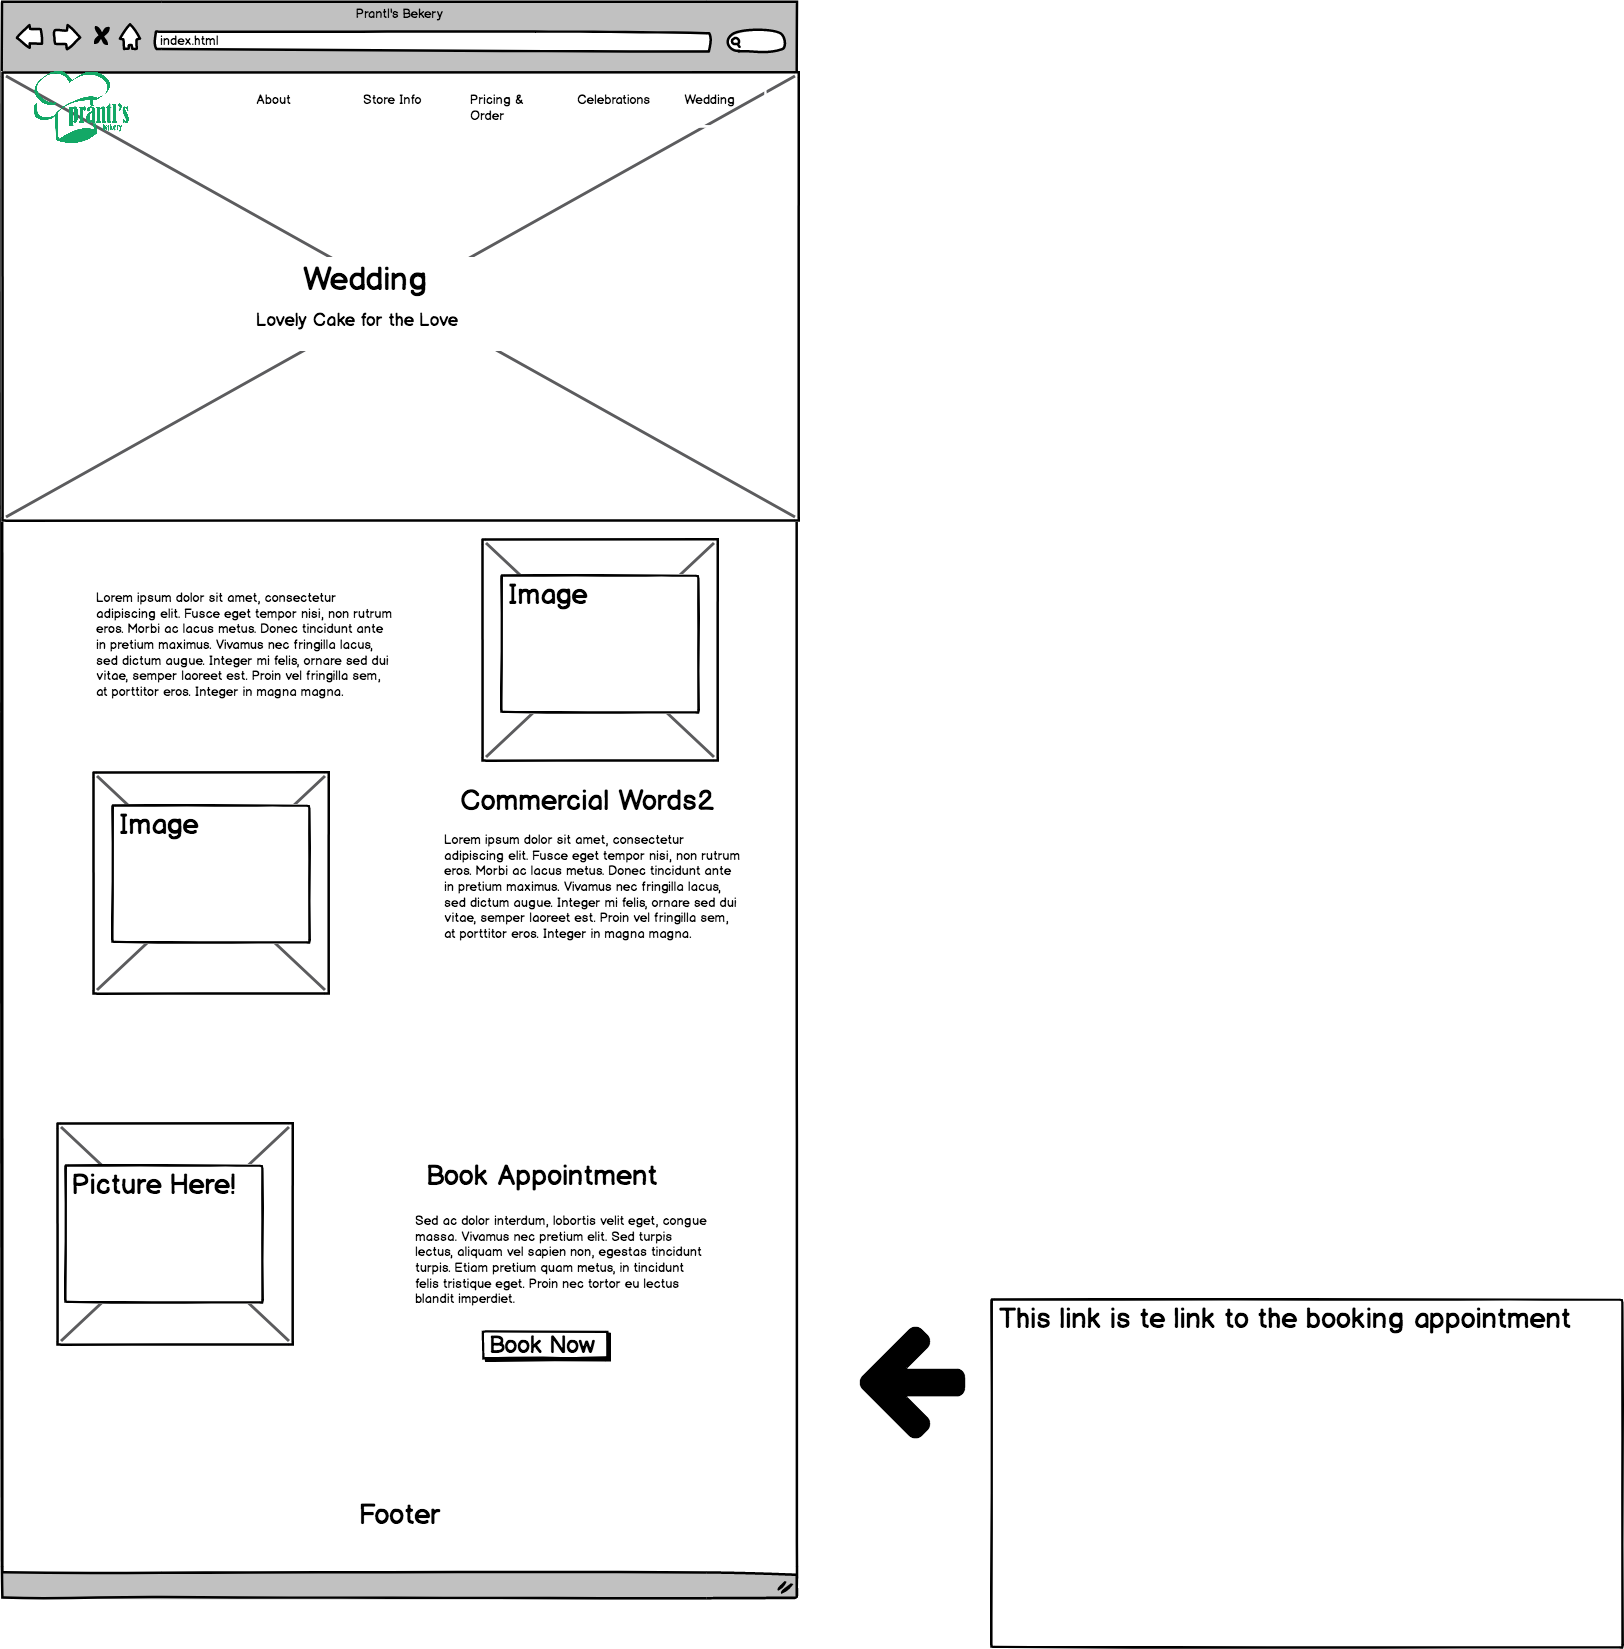 Prantl's Bekery
index.html
prantl's
bakery
About
Store Info
Pricing &
Order
Celebrations
Wedding
Wedding
Lovely Cake for the Love
Lorem ipsum dolor sit amet, consectetur
adipiscing elit. Fusce eget tempor nisi, non rutrum
eros. Morbi ac lacus metus. Donec tincidunt ante
in pretium maximus. Vivamus nec fringilla lacus,
sed dictum augue. Integer mi felis, ornare sed dui
vitae, semper laoreet est. Proin vel fringilla sem,
at porttitor eros. Integer in magna magna.
Image
Image
Commercial Words2
Lorem ipsum dolor sit amet, consectetur
adipiscing elit. Fusce eget tempor nisi, non rutrum
eros. Morbi ac lacus metus. Donec tincidunt ante
in pretium maximus. Vivamus nec fringilla lacus,
sed dictum augue. Integer mi felis, ornare sed dui
vitae, semper laoreet est. Proin vel fringilla sem,
at porttitor eros. Integer in magna magna.
Picture Here!
Book Appointment
Sed ac dolor interdum, lobortis velit eget, congue
massa. Vivamus nec pretium elit. Sed turpis
lectus, aliquam vel sapien non, egestas tincidunt
turpis. Etiam pretium quam metus, in tincidunt
felis tristique eget. Proin nec tortor eu lectus
blandit imperdiet.
Book Now
This link is te link to the booking appointment
Footer